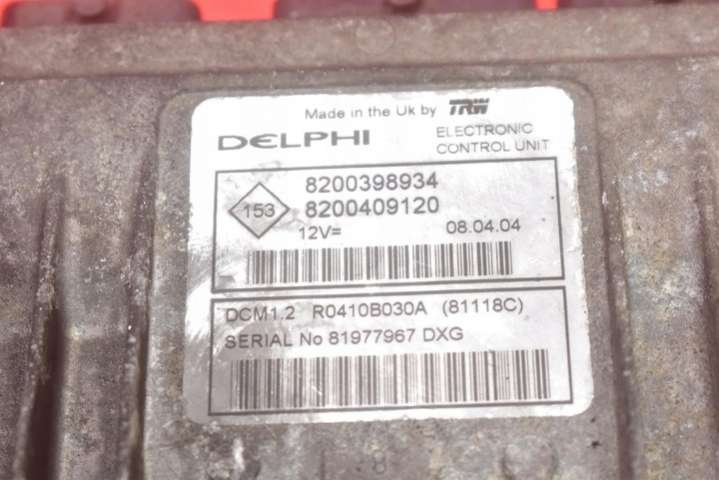 Made in the Uk by TRW
DELPHI
ELECTRONIC
CONTROL UNIT
153
8200398934
8200409120
12V=
08.04.04
DCM1.2 R0410B030A (81118C)
SERIAL No 81977967 DXG
8